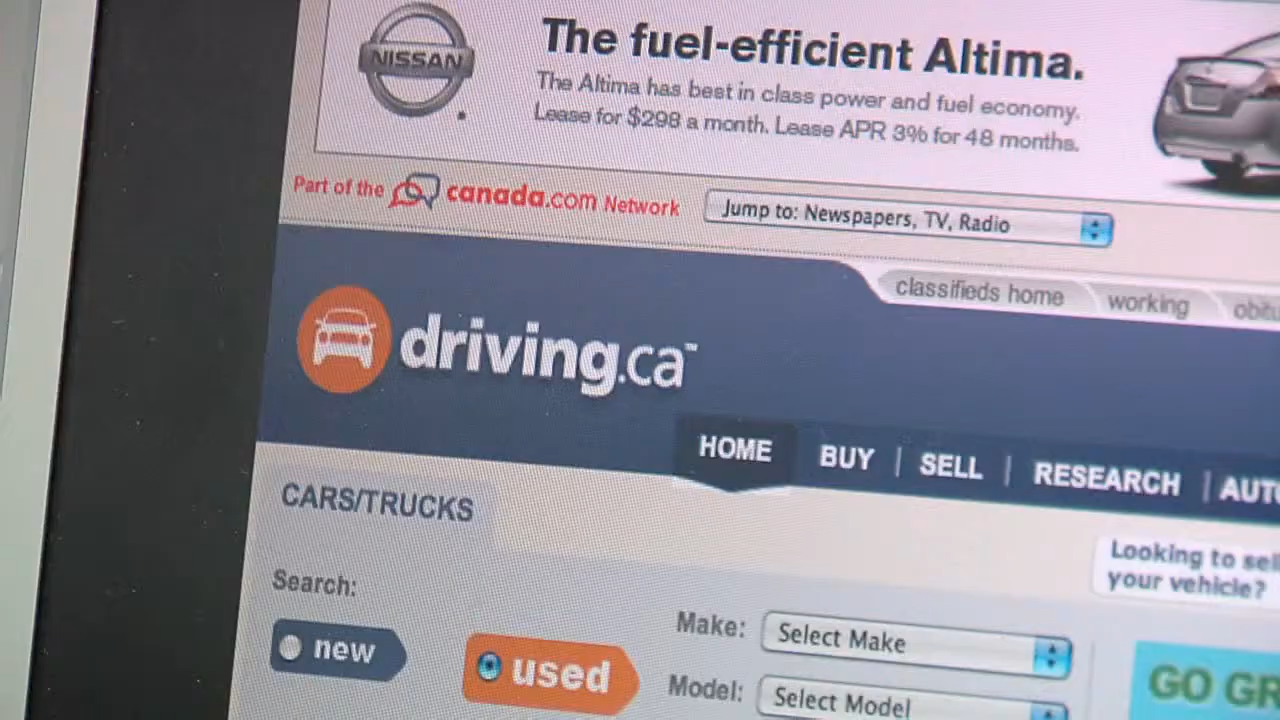 NISSAN
The fuel-efficient Altima.
The Altima has best in class power and fuel economy.
Lease for $298 a month. Lease APR 3% for 48 months.
Part of the canada.com Network
Jump to: Newspapers, TV, Radio
classifieds home working
driving.ca™
HOME BUY | SELL | RESEARCH |
CARS/TRUCKS
Looking to
your vehicle?
Search:
new
used
Make: Select Make
Model: Select Model
GO